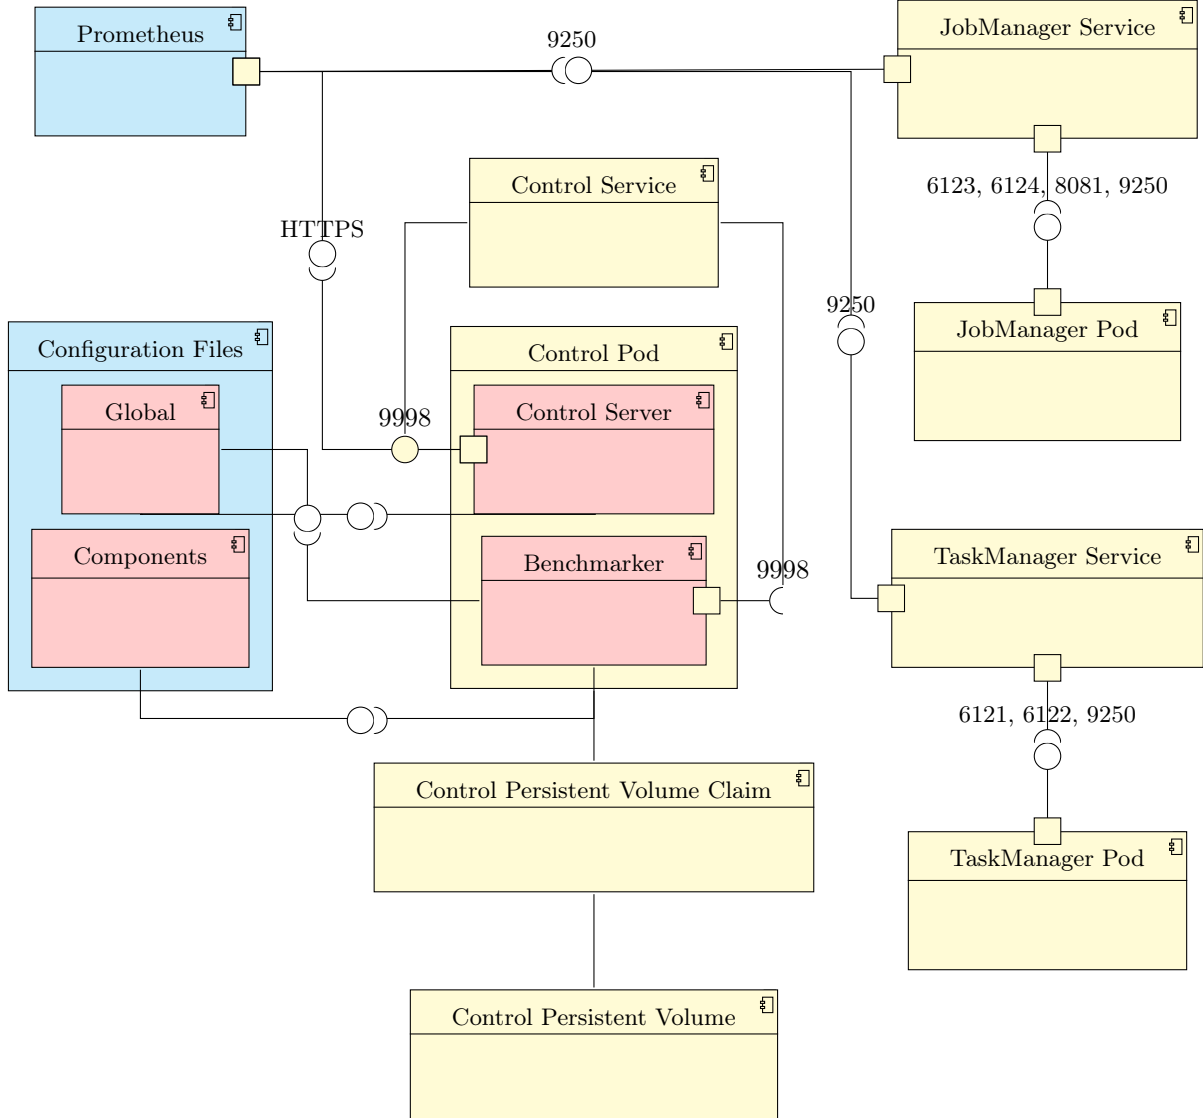 Prometheus
9250
JobManager Service
Control Service
6123, 6124, 8081, 9250
HTTPS
9250
JobManager Pod
Configuration Files
Control Pod
Global
9998
Control Server
Components
Benchmarker
9998
TaskManager Service
6121, 6122, 9250
Control Persistent Volume Claim
TaskManager Pod
Control Persistent Volume